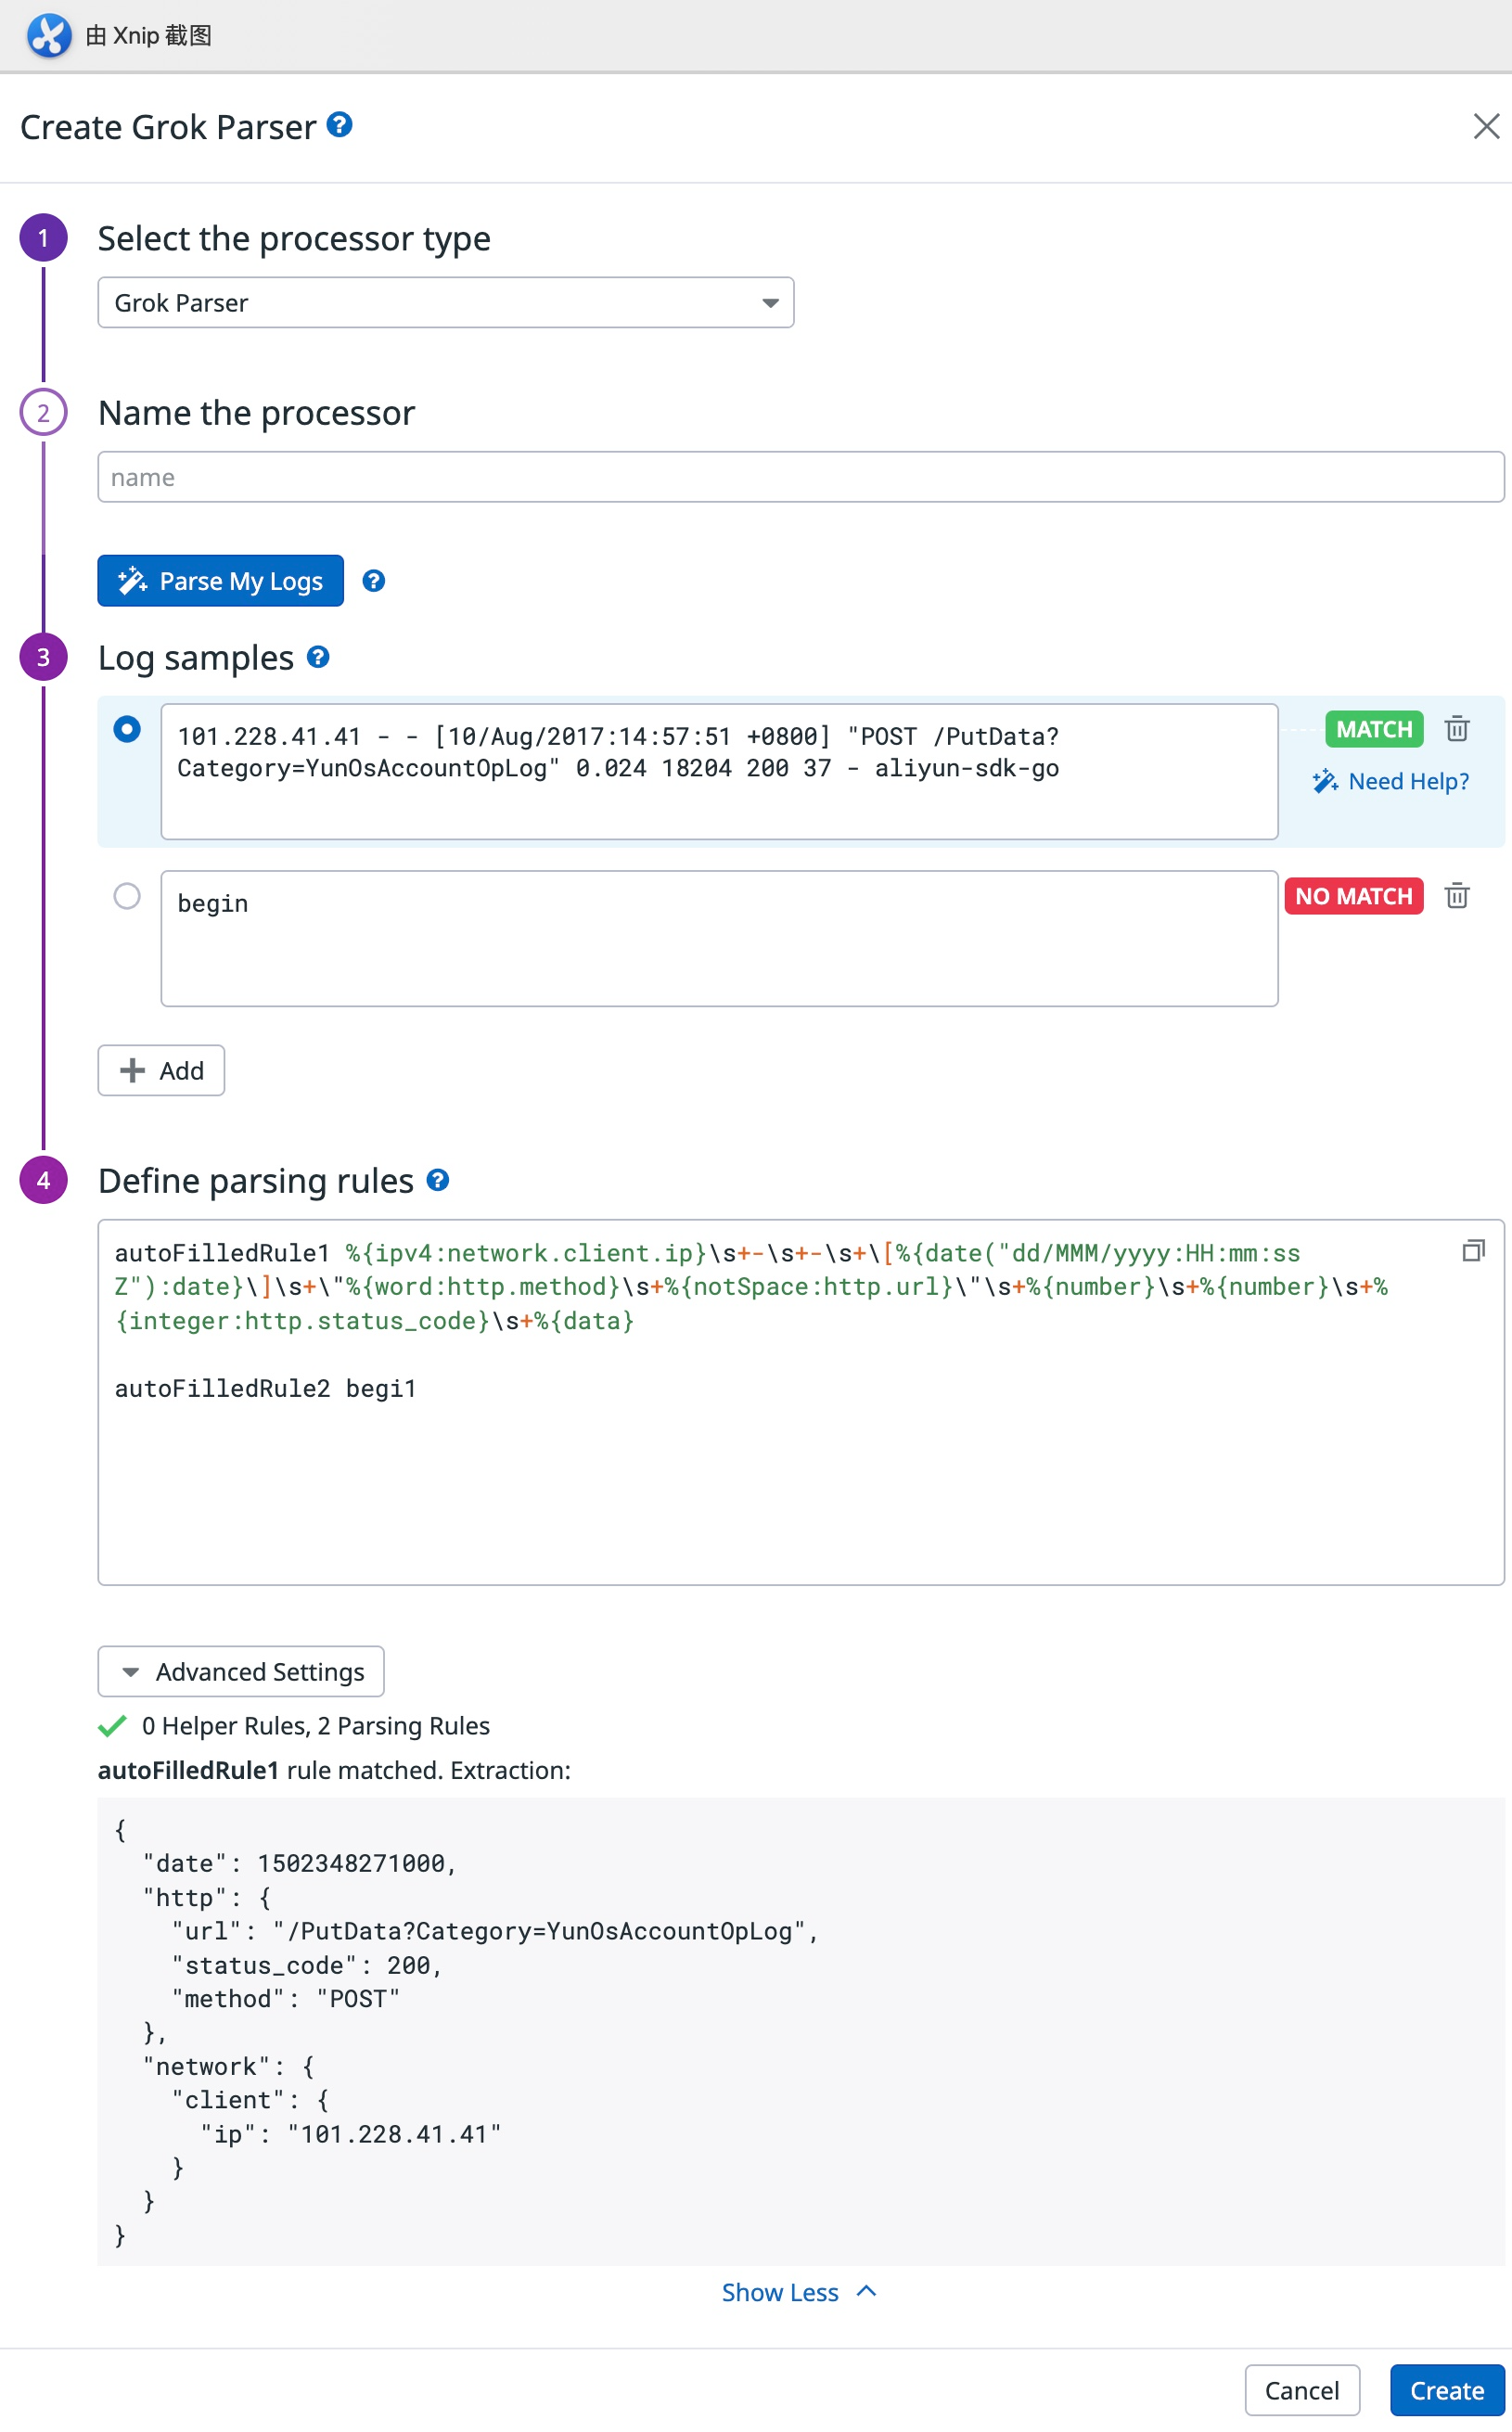 由 Xnip 截图
Create Grok Parser ?
1 Select the processor type
Grok Parser
2 Name the processor
name
Parse My Logs ?
3 Log samples ?
101.228.41.41 - - [10/Aug/2017:14:57:51 +0800] "POST /PutData?
Category=YunOsAccountOpLog" 0.024 18204 200 37 - aliyun-sdk-go
MATCH
Need Help?
begin
NO MATCH
Add
4 Define parsing rules ?
autoFilledRule1 %{ipv4:network.client.ip}\s+-\s+-\s+\[%{date("dd/MMM/yyyy:HH:mm:ss
Z"):date}\]\s+\"%{word:http.method}\s+%{notSpace:http.url}\"\s+%{number}\s+%{number}\s+%
{integer:http.status_code}\s+%{data}
autoFilledRule2 begi1
Advanced Settings
0 Helper Rules, 2 Parsing Rules
autoFilledRule1 rule matched. Extraction:
{
"date": 1502348271000,
"http": {
"url": "/PutData?Category=YunOsAccountOpLog",
"status_code": 200,
"method": "POST"
},
"network": {
"client": {
"ip": "101.228.41.41"
}
}
}
Show Less
Cancel
Create